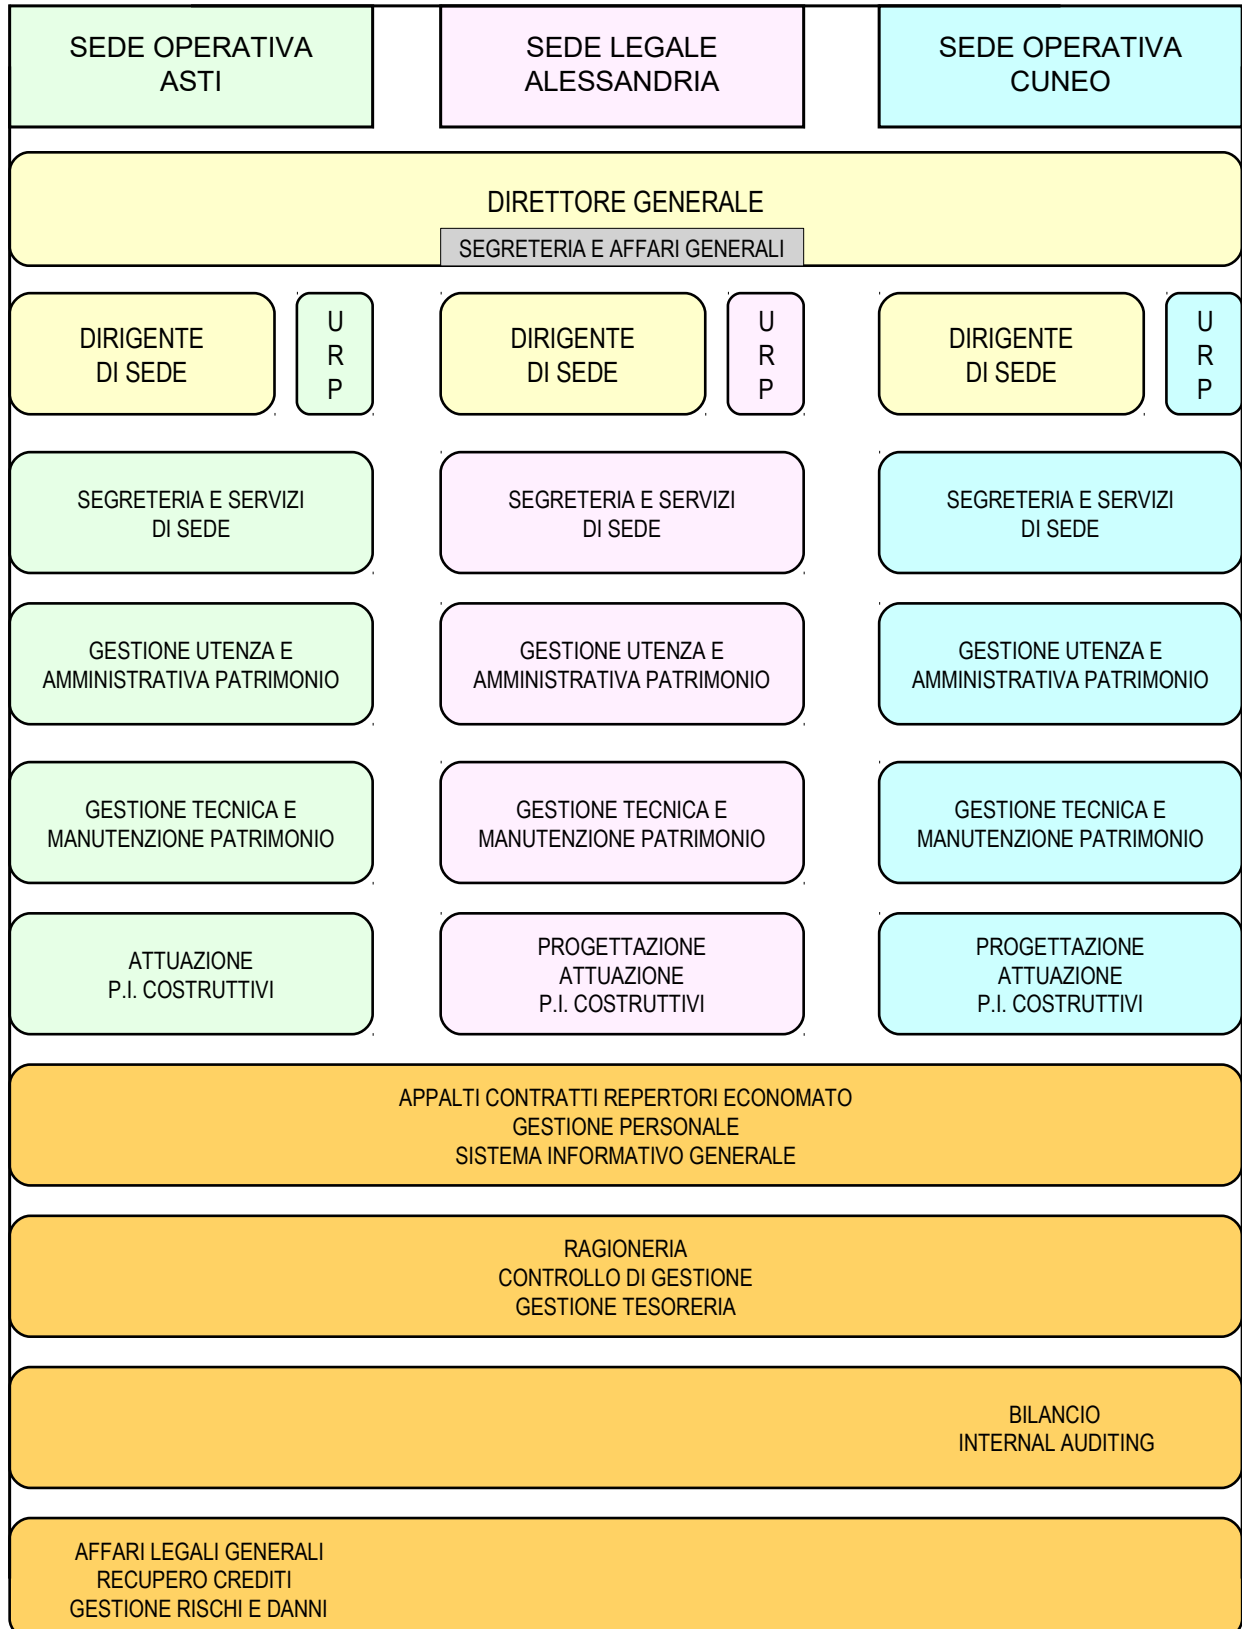 SEDE OPERATIVA
ASTI
SEDE LEGALE
ALESSANDRIA
SEDE OPERATIVA
CUNEO
DIRETTORE GENERALE
SEGRETERIA E AFFARI GENERALI
DIRIGENTE
DI SEDE
U
R
P
DIRIGENTE
DI SEDE
U
R
P
DIRIGENTE
DI SEDE
U
R
P
SEGRETERIA E SERVIZI
DI SEDE
SEGRETERIA E SERVIZI
DI SEDE
SEGRETERIA E SERVIZI
DI SEDE
GESTIONE UTENZA E
AMMINISTRATIVA PATRIMONIO
GESTIONE UTENZA E
AMMINISTRATIVA PATRIMONIO
GESTIONE UTENZA E
AMMINISTRATIVA PATRIMONIO
GESTIONE TECNICA E
MANUTENZIONE PATRIMONIO
GESTIONE TECNICA E
MANUTENZIONE PATRIMONIO
GESTIONE TECNICA E
MANUTENZIONE PATRIMONIO
ATTUAZIONE
P.I. COSTRUTTIVI
PROGETTAZIONE
ATTUAZIONE
P.I. COSTRUTTIVI
PROGETTAZIONE
ATTUAZIONE
P.I. COSTRUTTIVI
APPALTI CONTRATTI REPERTORI ECONOMATO
GESTIONE PERSONALE
SISTEMA INFORMATIVO GENERALE
RAGIONERIA
CONTROLLO DI GESTIONE
GESTIONE TESORERIA
BILANCIO
INTERNAL AUDITING
AFFARI LEGALI GENERALI
RECUPERO CREDITI
GESTIONE RISCHI E DANNI